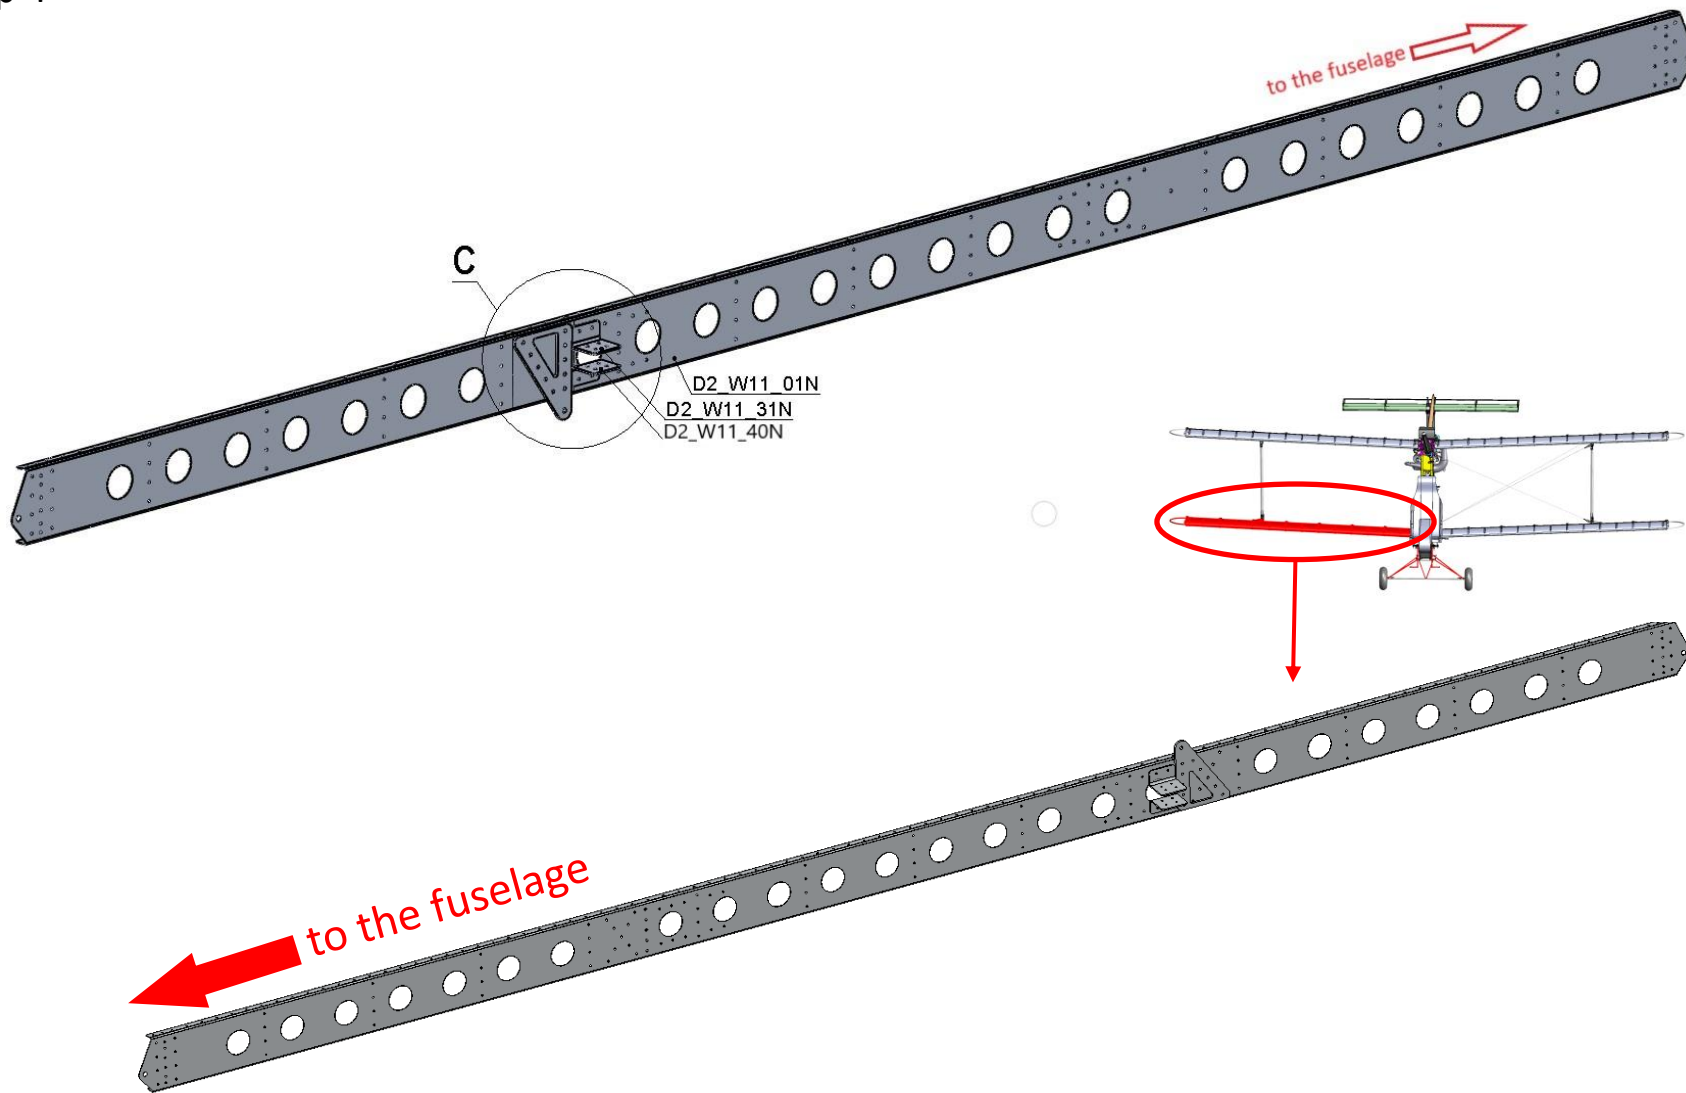 to the fuselage
C
D2_W11_01N
D2_W11_31N
D2_W11_40N
to the fuselage